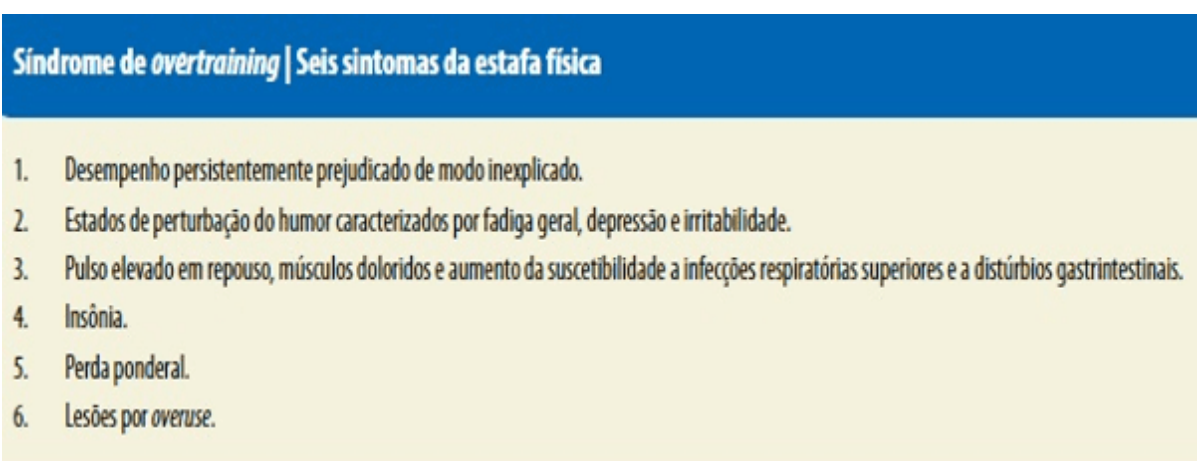 Síndrome de overtraining | Seis sintomas da estafa física
1. Desempenho persistentemente prejudicado de modo inexplicado.
2. Estados de perturbação do humor caracterizados por fadiga geral, depressão e irritabilidade.
3. Pulso elevado em repouso, músculos doloridos e aumento da suscetibilidade a infecções respiratórias superiores e a distúrbios gastrintestinais.
4. Insônia.
5. Perda ponderal.
6. Lesões por overuse.